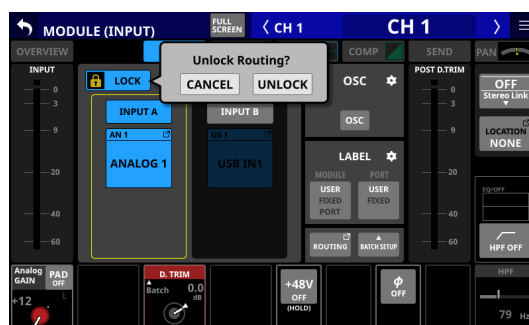 MODULE (INPUT)
FULL
SCREEN
CH 1
CH 1
OVERVIEW
COMP
SEND
PAN
Unlock Routing?
CANCEL
UNLOCK
INPUT
0
3
9
20
40
60
LOCK
INPUT A
AN 1
ANALOG 1
INPUT B
US 1
USB IN1
OSC
OSC
LABEL
MODULE
PORT
USER
FIXED
PORT
USER
FIXED
ROUTING
BATCH SETUP
POST D.TRIM
0
3
9
20
40
60
OFF
Stereo Link
LOCATION
NONE
EQ/OFF
HPF OFF
Analog
GAIN
PAD
OFF
+12
L
D. TRIM
Batch
0.0
dB
+48V
OFF
(HOLD)
ϕ
OFF
HPF
79 Hz